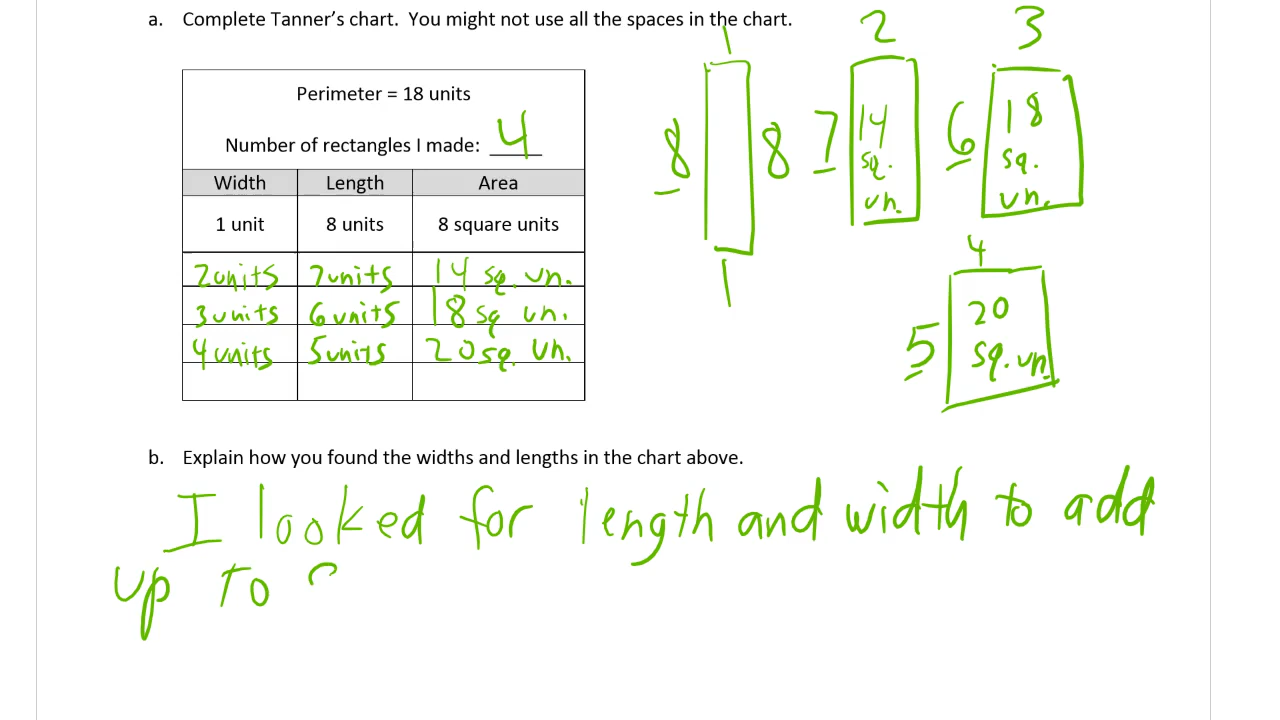 a. Complete Tanner's chart. You might not use all the spaces in the chart.
Perimeter = 18 units
Number of rectangles I made: 4
Width Length Area
1 unit 8 units 8 square units
2 units 7 units 14 sq. un.
3 units 6 units 18 sq un.
4 units 5 units 20 sq. un.
1
8 8
1
2
7 14
sq.
un.
3
6 18
sq.
un.
4
5 20
sq. un.
b. Explain how you found the widths and lengths in the chart above.
I looked for length and width to add
up to